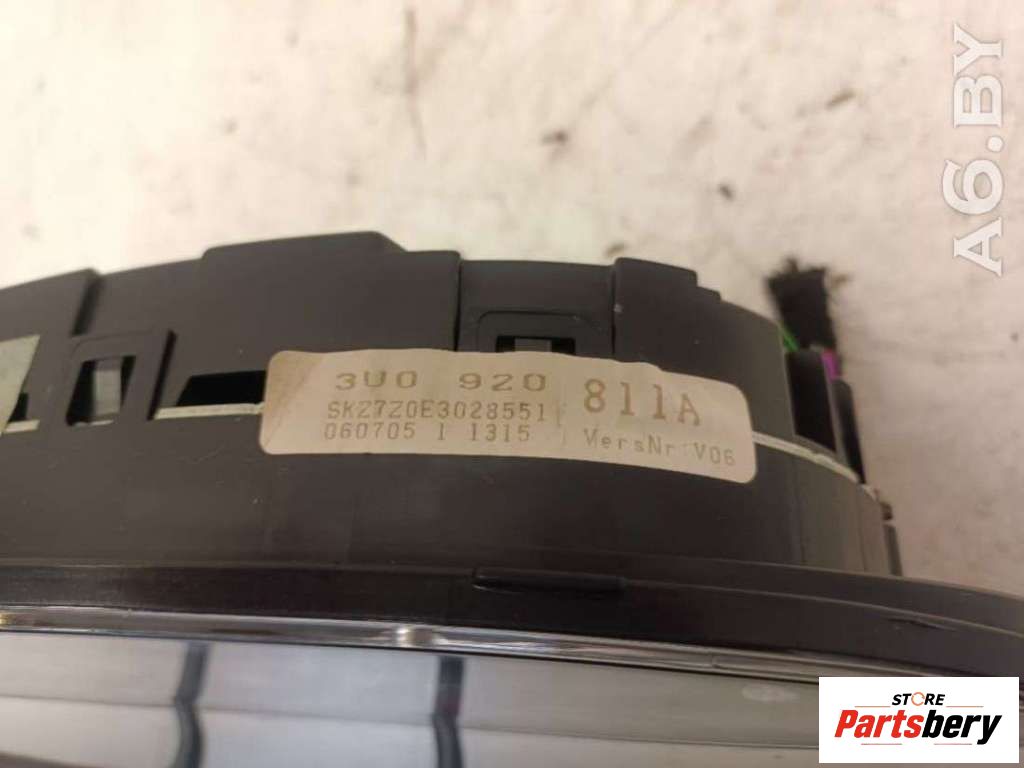 A6.BY
3U0 920 811A
SKZ7Z0E3028551
060705 1 1315 VersNr: V06
STORE
Partsbery